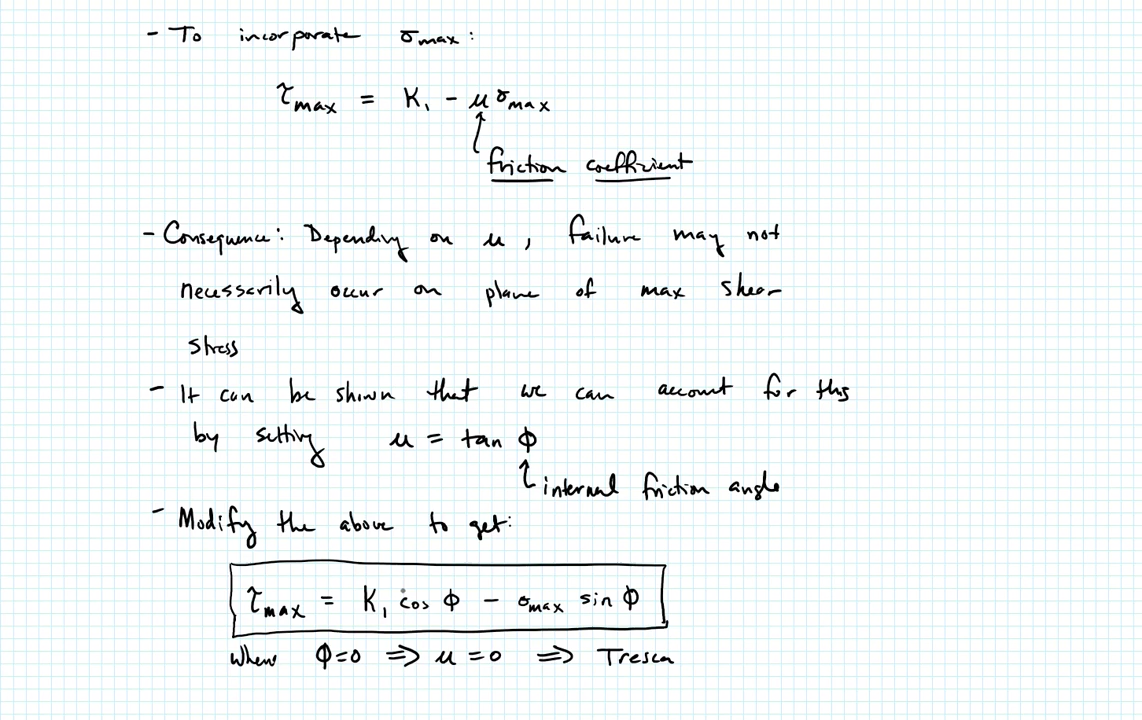 - To incorporate σmax:
τmax = K₁ - μ σmax
friction coefficient
- Consequence: Depending on μ, failure may not
necessarily occur on plane of max shear
stress
- It can be shown that we can account for this
by setting μ = tan ϕ
internal friction angle
- Modify the above to get:
τmax = K₁ cos ϕ - σmax sin ϕ
When ϕ=0 ⟹ μ=0 ⟹ Tresca